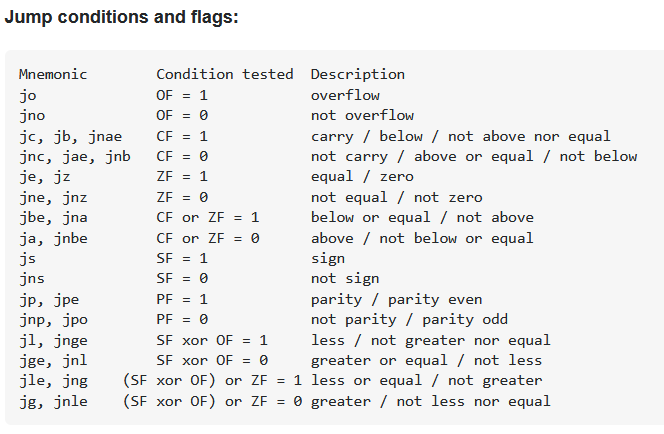 Jump conditions and flags:
Mnemonic        Condition tested  Description
jo              OF = 1            overflow
jno             OF = 0            not overflow
jc, jb, jnae    CF = 1            carry / below / not above nor equal
jnc, jae, jnb   CF = 0            not carry / above or equal / not below
je, jz          ZF = 1            equal / zero
jne, jnz        ZF = 0            not equal / not zero
jbe, jna        CF or ZF = 1      below or equal / not above
ja, jnbe        CF or ZF = 0      above / not below or equal
js              SF = 1            sign
jns             SF = 0            not sign
jp, jpe         PF = 1            parity / parity even
jnp, jpo        PF = 0            not parity / parity odd
jl, jnge        SF xor OF = 1     less / not greater nor equal
jge, jnl        SF xor OF = 0     greater or equal / not less
jle, jng    (SF xor OF) or ZF = 1 less or equal / not greater
jg, jnle    (SF xor OF) or ZF = 0 greater / not less nor equal